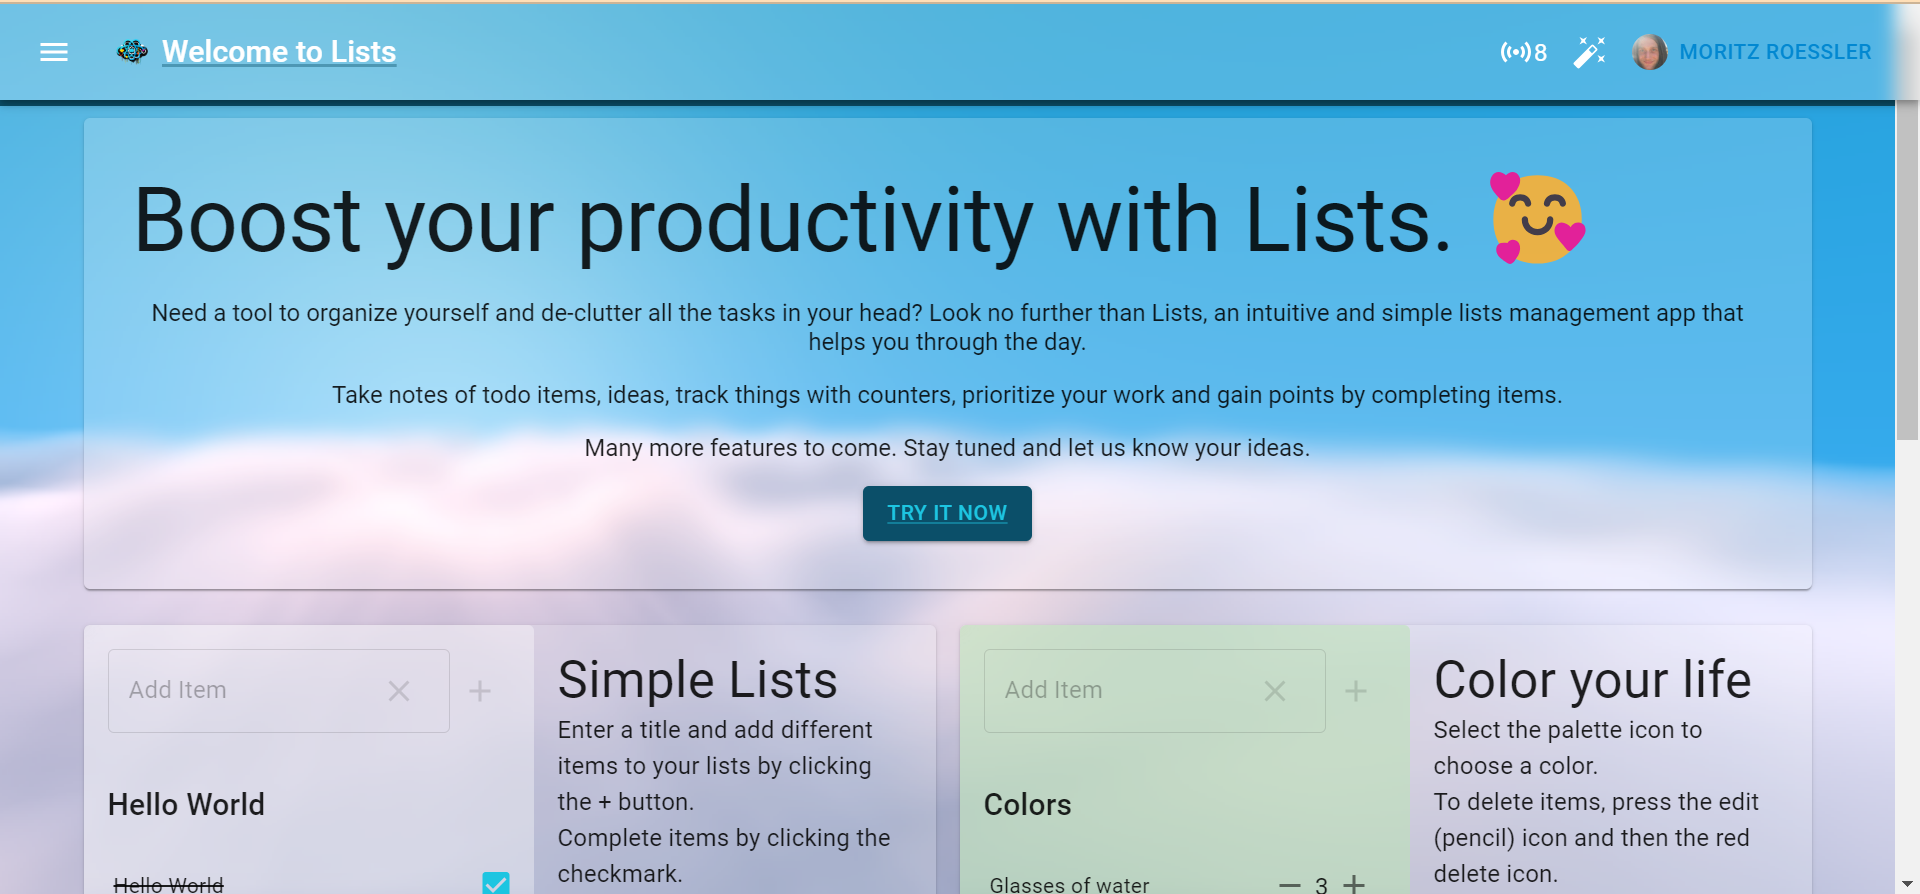 Welcome to Lists
8
MORITZ ROESSLER
Boost your productivity with Lists.
Need a tool to organize yourself and de-clutter all the tasks in your head? Look no further than Lists, an intuitive and simple lists management app that
helps you through the day.
Take notes of todo items, ideas, track things with counters, prioritize your work and gain points by completing items.
Many more features to come. Stay tuned and let us know your ideas.
TRY IT NOW
Add Item
Hello World
Hello World
Simple Lists
Enter a title and add different
items to your lists by clicking
the + button.
Complete items by clicking the
checkmark.
Add Item
Colors
Glasses of water
3
Color your life
Select the palette icon to
choose a color.
To delete items, press the edit
(pencil) icon and then the red
delete icon.